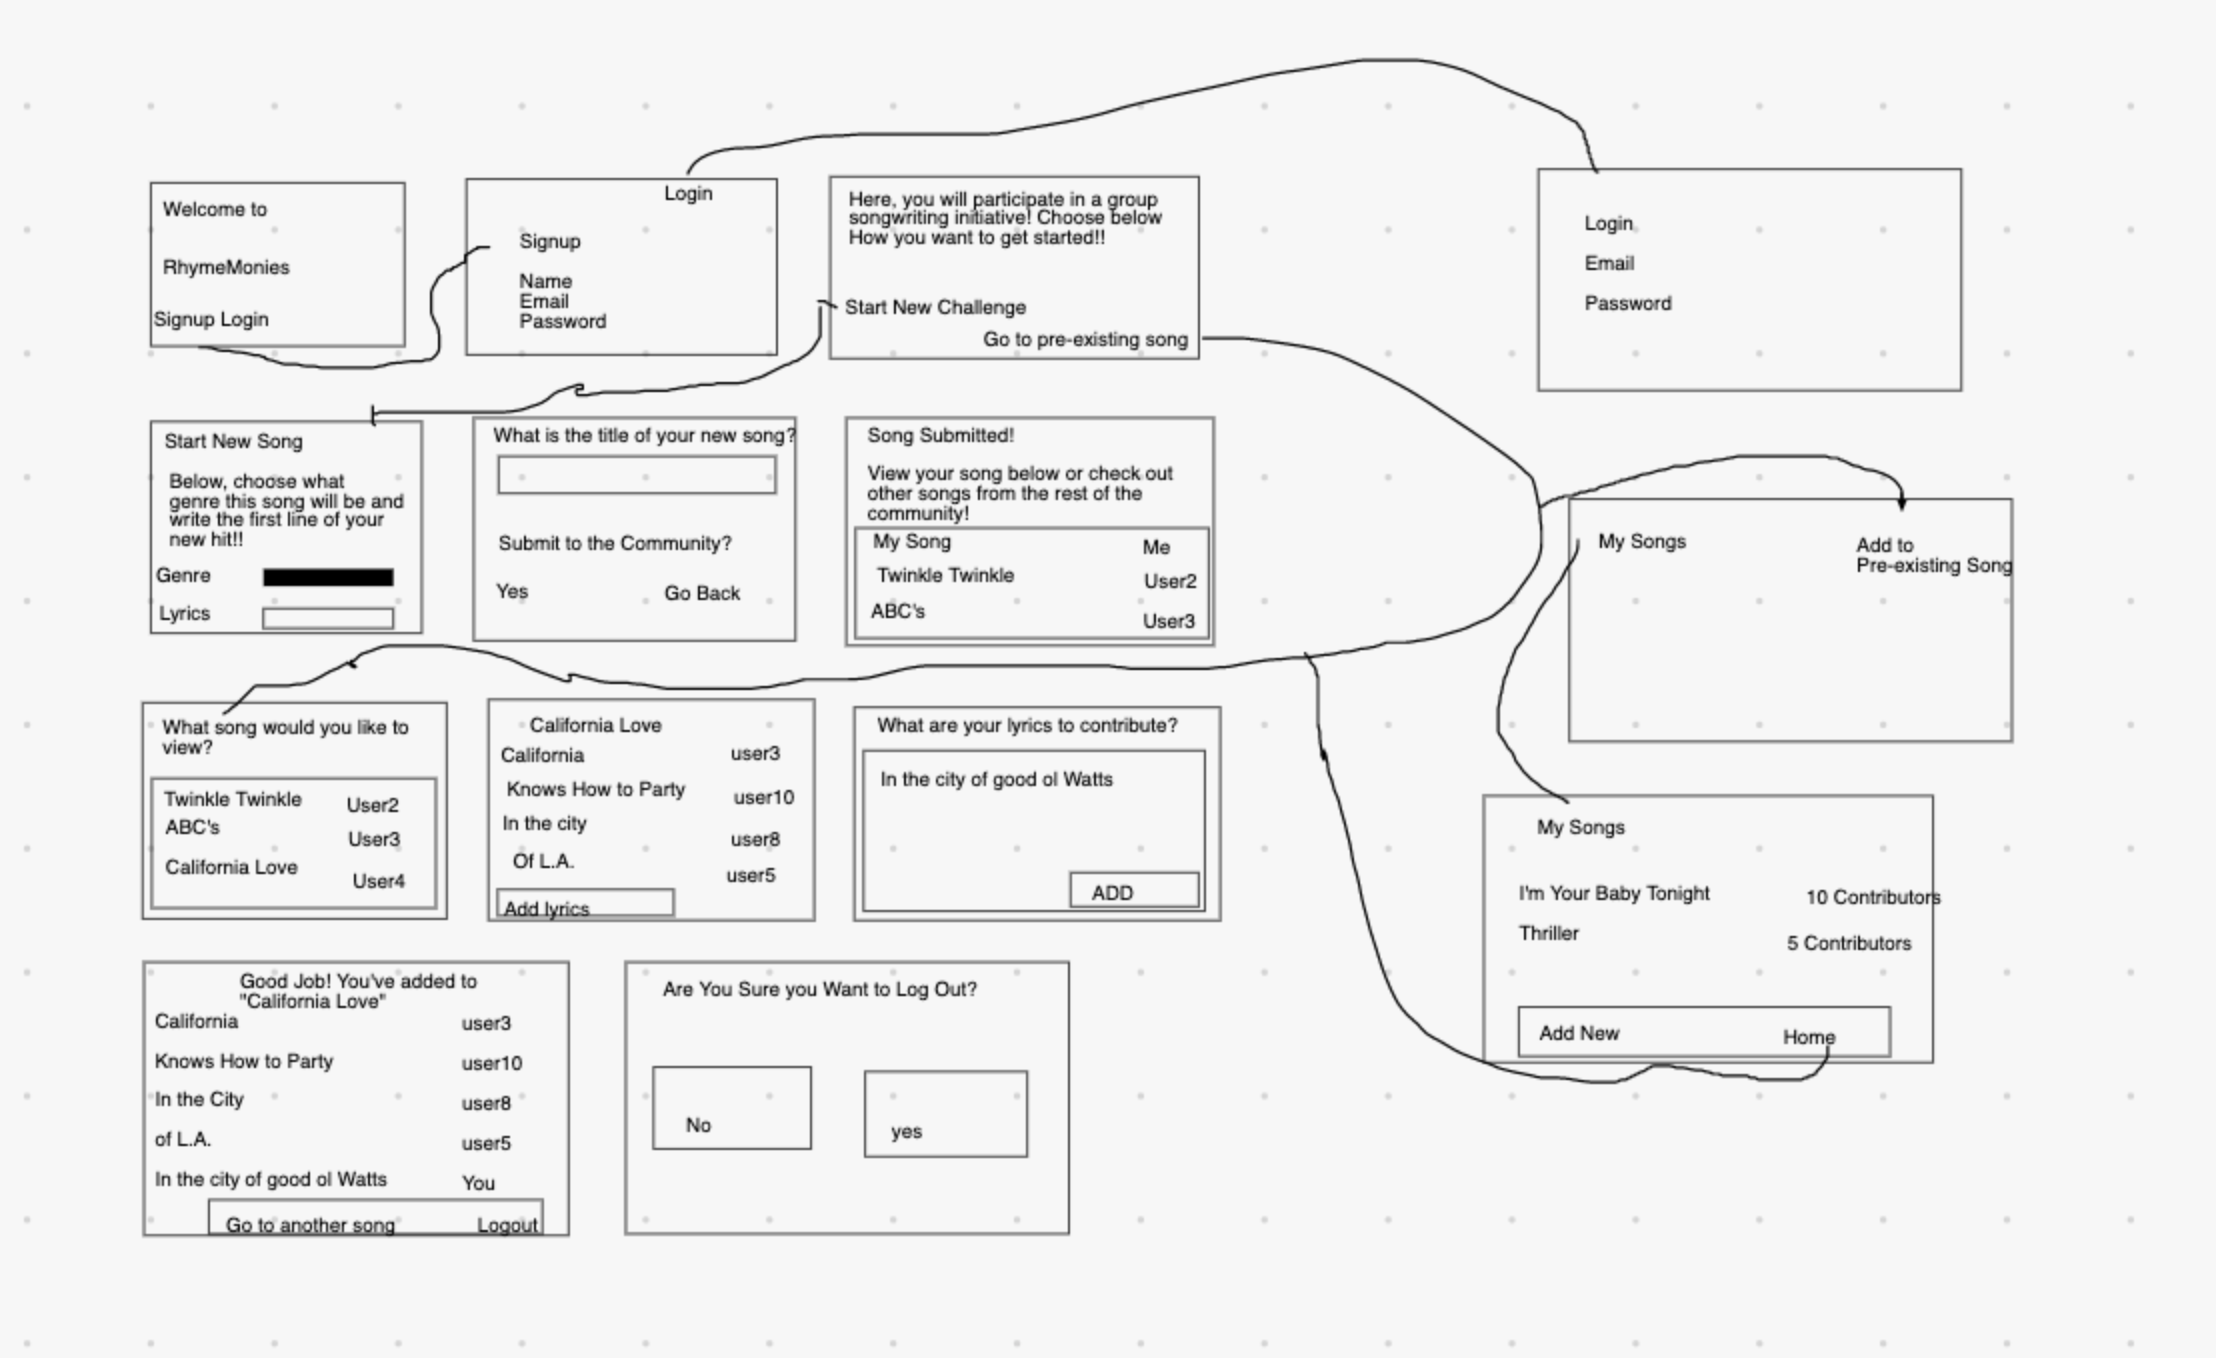 Welcome to
RhymeMonies
Signup Login
Login
Signup
Name
Email
Password
Here, you will participate in a group
songwriting initiative! Choose below
How you want to get started!!
Start New Challenge
Go to pre-existing song
Login
Email
Password
Start New Song
Below, choose what
genre this song will be and
write the first line of your
new hit!!
Genre
Lyrics
What is the title of your new song?
Submit to the Community?
Yes Go Back
Song Submitted!
View your song below or check out
other songs from the rest of the
community!
My Song Me
Twinkle Twinkle User2
ABC's User3
My Songs
Add to
Pre-existing Song
What song would you like to
view?
Twinkle Twinkle User2
ABC's User3
California Love User4
California Love
California user3
Knows How to Party user10
In the city user8
Of L.A. user5
Add lyrics
What are your lyrics to contribute?
In the city of good ol Watts
ADD
My Songs
I'm Your Baby Tonight 10 Contributors
Thriller 5 Contributors
Add New Home
Good Job! You've added to
"California Love"
California user3
Knows How to Party user10
In the City user8
of L.A. user5
In the city of good ol Watts You
Go to another song Logout
Are You Sure you Want to Log Out?
No yes